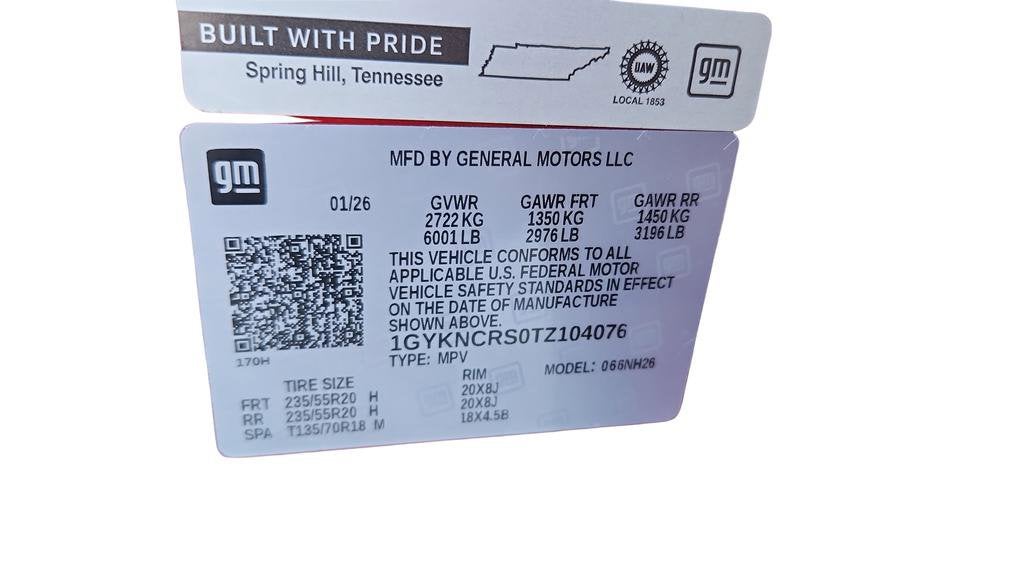 BUILT WITH PRIDE
Spring Hill, Tennessee
UAW
LOCAL 1853
gm
gm
MFD BY GENERAL MOTORS LLC
01/26
GVWR GAWR FRT GAWR RR
2722 KG 1350 KG 1450 KG
6001 LB 2976 LB 3196 LB
THIS VEHICLE CONFORMS TO ALL
APPLICABLE U.S. FEDERAL MOTOR
VEHICLE SAFETY STANDARDS IN EFFECT
ON THE DATE OF MANUFACTURE
SHOWN ABOVE.
1GYKNCRS0TZ104076
170H
TYPE: MPV MODEL: 066NH26
TIRE SIZE RIM
FRT 235/55R20 H 20X8J
RR 235/55R20 H 20X8J
SPA T135/70R18 M 18X4.5B